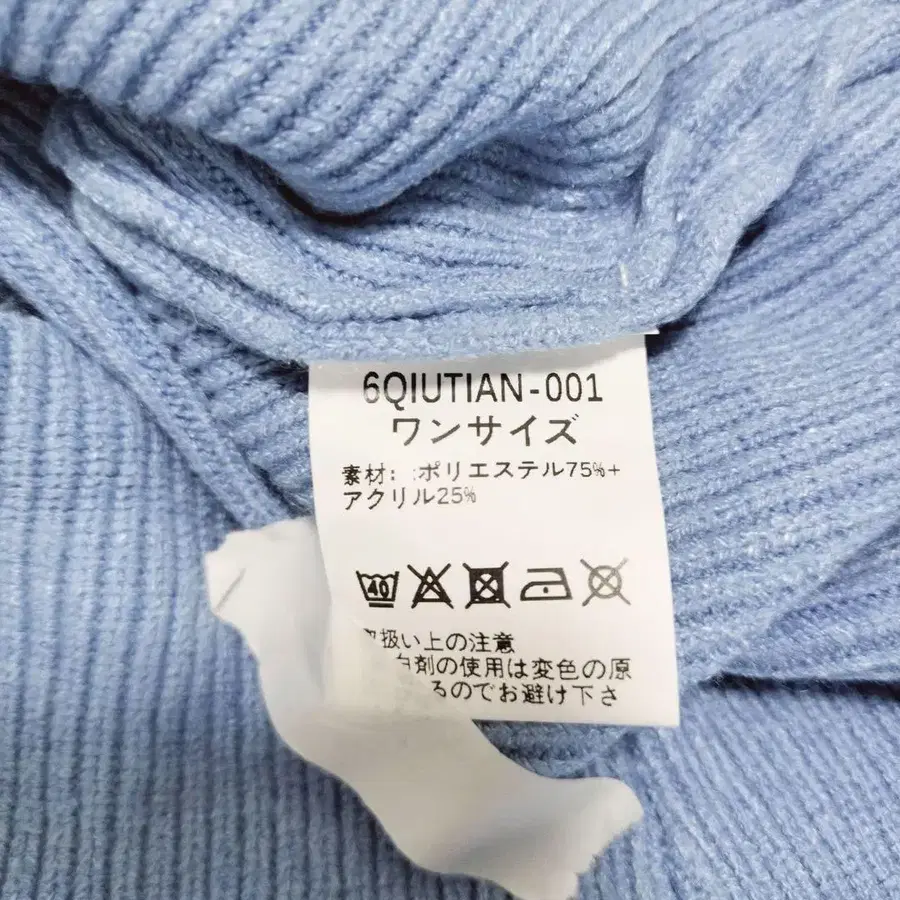 6QIUTIAN-001
ワンサイズ
素材: ポリエステル75%+
アクリル25%
40
取扱い上の注意
白剤の使用は変色の原
るのでお避け下さ